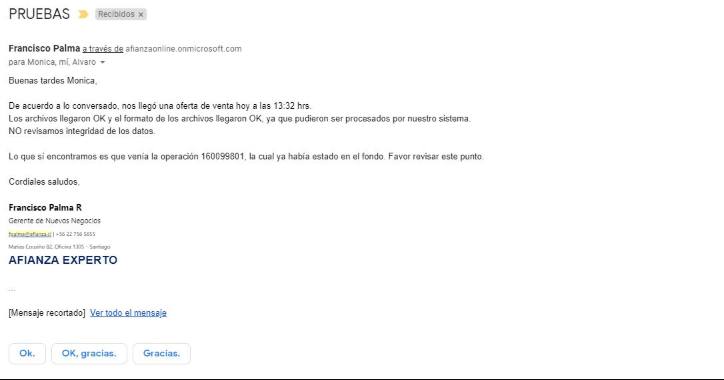 PRUEBAS Recibidos x
Francisco Palma a través de afianzaonline.onmicrosoft.com
para Monica, mí, Alvaro
Buenas tardes Monica,
De acuerdo a lo conversado, nos llegó una oferta de venta hoy a las 13:32 hrs.
Los archivos llegaron OK y el formato de los archivos llegaron OK, ya que pudieron ser procesados por nuestro sistema.
NO revisamos integridad de los datos.
Lo que sí encontramos es que venía la operación 160099801, la cual ya había estado en el fondo. Favor revisar este punto.
Cordiales saludos,
Francisco Palma R
Gerente de Nuevos Negocios
fpalma@afianza.cl | +56 22 756 5655
Matias Cousiño 82, Oficina 1305 - Santiago
AFIANZA EXPERTO
...
[Mensaje recortado] Ver todo el mensaje
Ok. OK, gracias. Gracias.